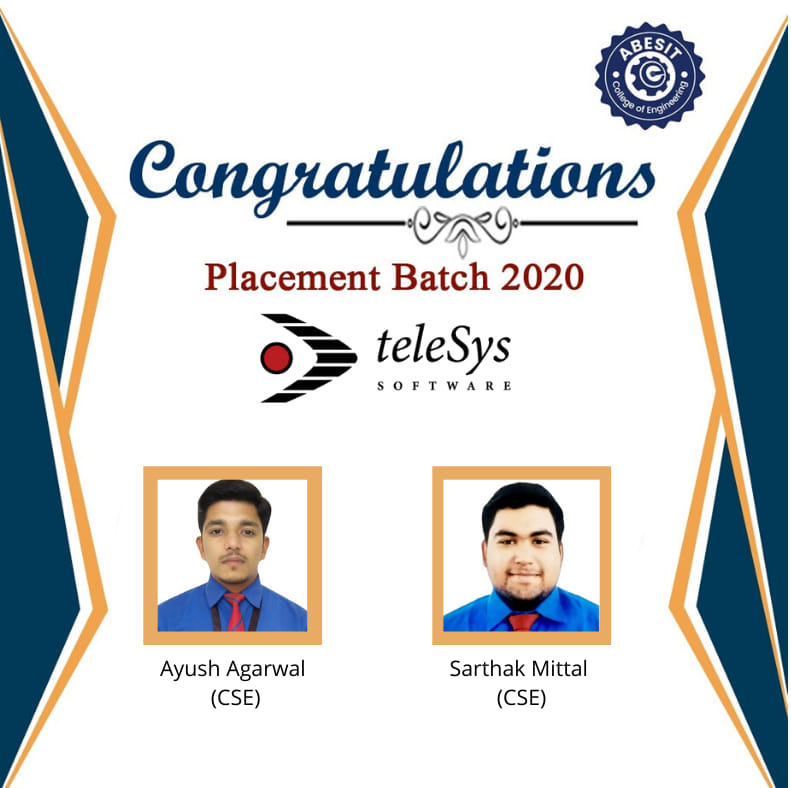 ABESIT
College of Engineering
Congratulations
Placement Batch 2020
teleSys
SOFTWARE
Ayush Agarwal
(CSE)
Sarthak Mittal
(CSE)